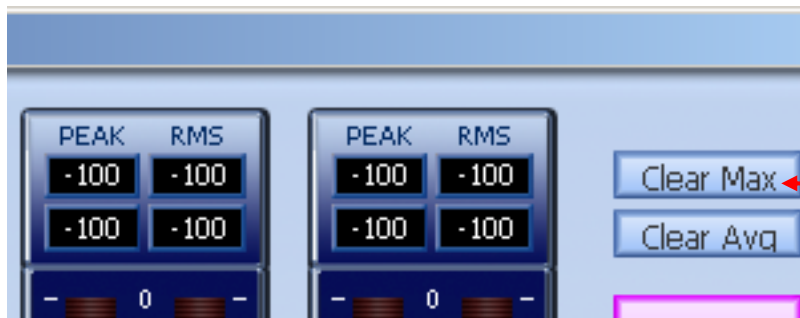 PEAK RMS PEAK RMS
-100 -100 -100 -100 Clear Max
-100 -100 -100 -100 Clear Avg
- 0 - - 0 -